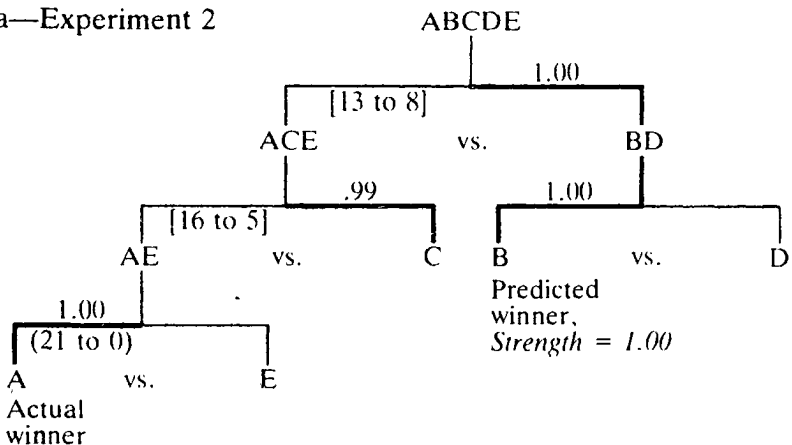 a—Experiment 2
ABCDE
1.00
[13 to 8]
ACE vs. BD
.99 1.00
[16 to 5]
AE vs. C B vs. D
Predicted
winner,
Strength = 1.00
1.00
(21 to 0)
A vs. E
Actual
winner